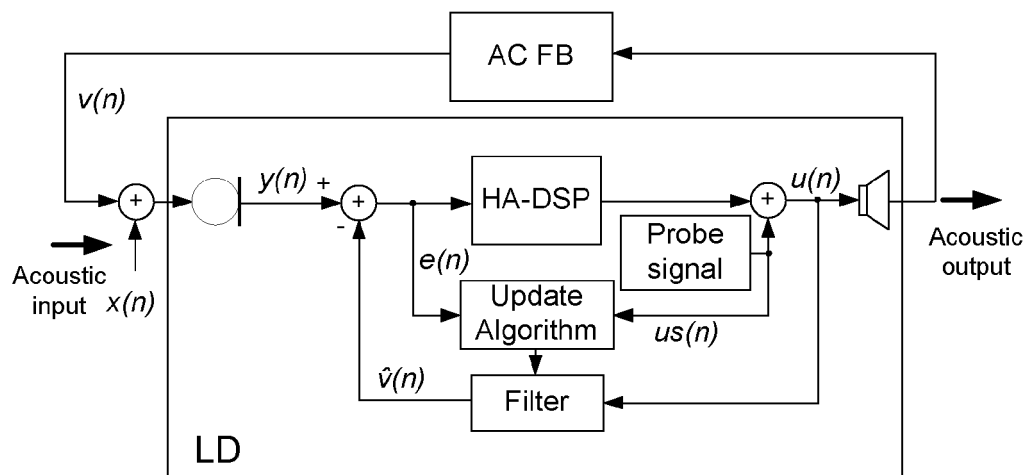 AC FB
v(n)
+
y(n)
+
+
-
HA-DSP
+
u(n)
Acoustic
input
x(n)
e(n)
Probe
signal
Acoustic
output
Update
Algorithm
us(n)
v̂(n)
Filter
LD